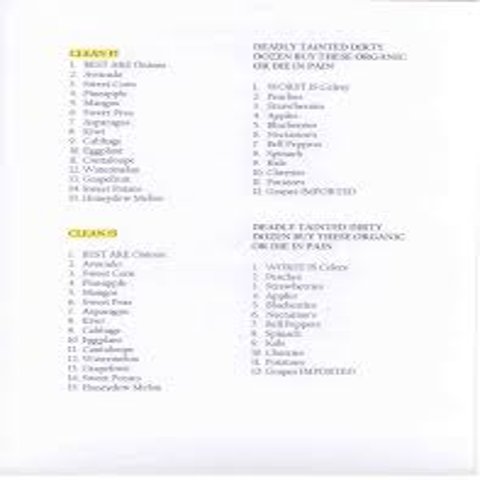 CLEAN 15
1. BEST ARE Onions
2. Avocado
3. Sweet Corn
4. Pineapple
5. Mangos
6. Sweet Peas
7. Asparagus
8. Kiwi
9. Cabbage
10. Eggplant
11. Cantaloupe
12. Watermelon
13. Grapefruit
14. Sweet Potato
15. Honeydew Melon
DEADLY TAINTED DIRTY
DOZEN BUY THESE ORGANIC
OR DIE IN PAIN
1. WORST IS Celery
2. Peaches
3. Strawberries
4. Apples
5. Blueberries
6. Nectarines
7. Bell Peppers
8. Spinach
9. Kale
10. Cherries
11. Potatoes
12. Grapes IMPORTED
CLEAN 15
1. BEST ARE Onions
2. Avocado
3. Sweet Corn
4. Pineapple
5. Mangos
6. Sweet Peas
7. Asparagus
8. Kiwi
9. Cabbage
10. Eggplant
11. Cantaloupe
12. Watermelon
13. Grapefruit
14. Sweet Potato
15. Honeydew Melon
DEADLY TAINTED DIRTY
DOZEN BUY THESE ORGANIC
OR DIE IN PAIN
1. WORST IS Celery
2. Peaches
3. Strawberries
4. Apples
5. Blueberries
6. Nectarines
7. Bell Peppers
8. Spinach
9. Kale
10. Cherries
11. Potatoes
12. Grapes IMPORTED